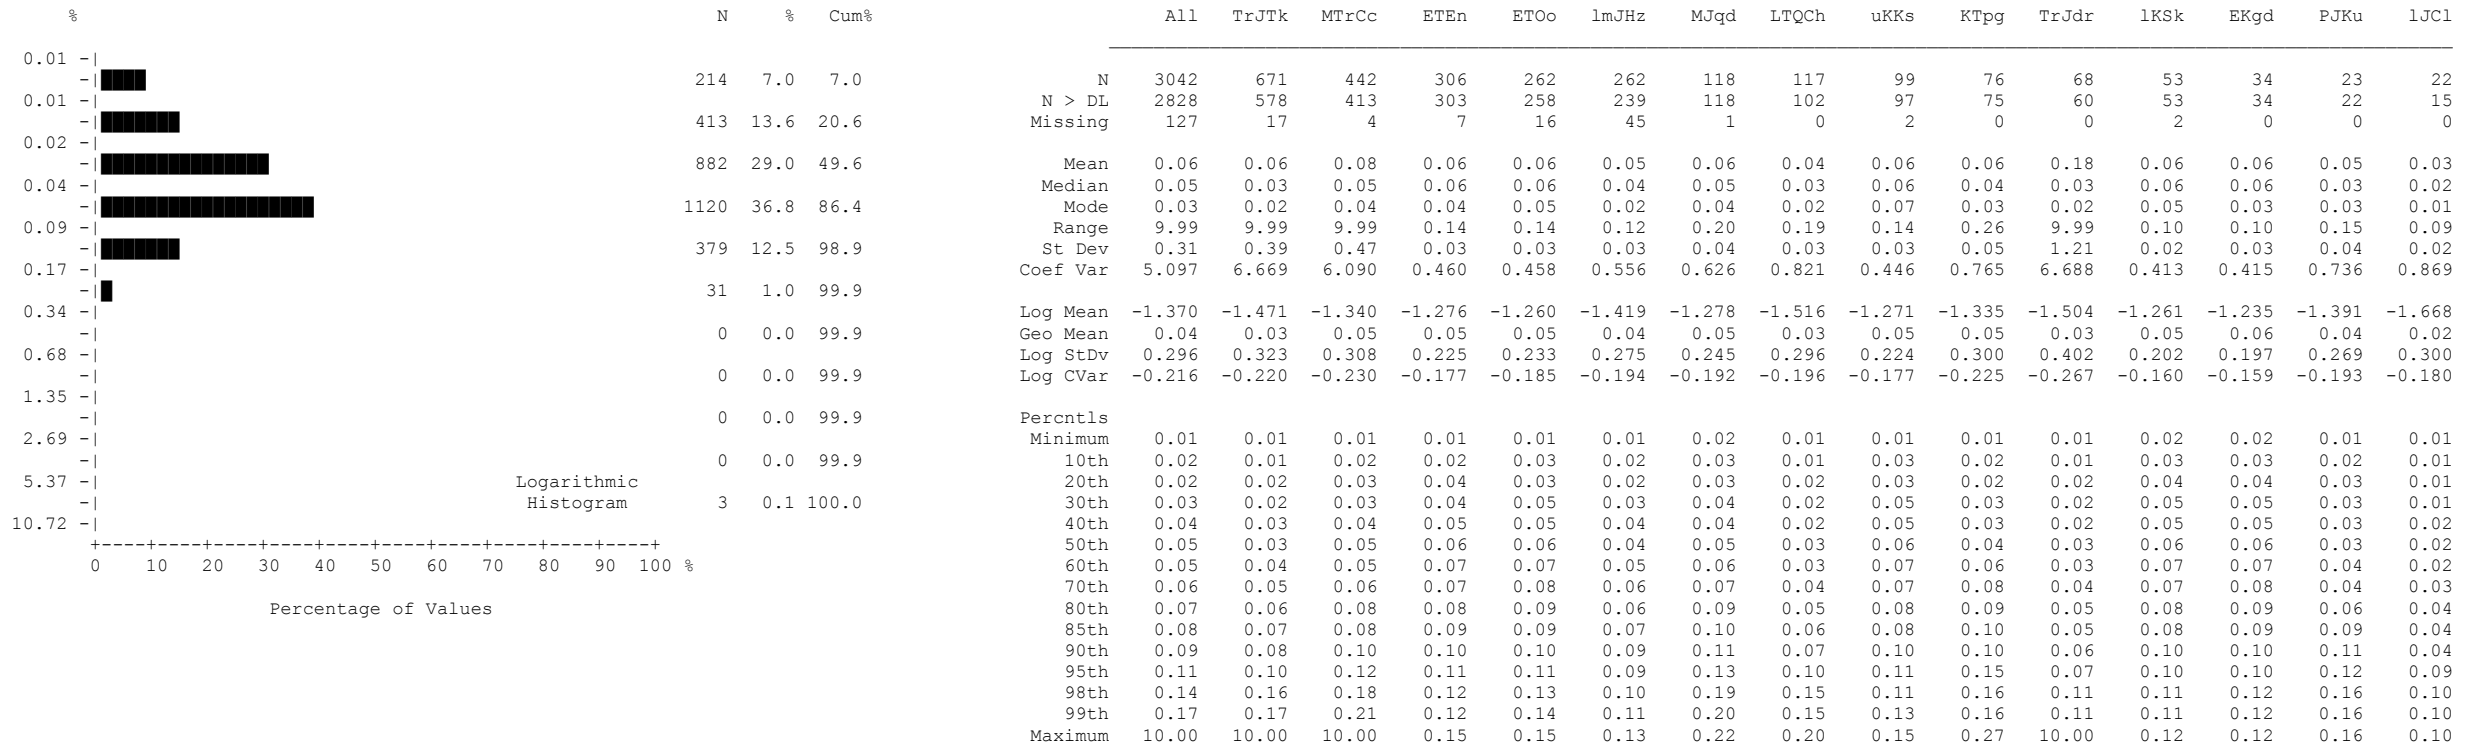 % N % Cum% All TrJTk MTrCc ETEn ETOo lmJHz MJqd LTQCh uKKs KTpg TrJdr lKSk EKgd PJKu lJCl
0.01 -|
-| 214 7.0 7.0 N 3042 671 442 306 262 262 118 117 99 76 68 53 34 23 22
0.01 -| N > DL 2828 578 413 303 258 239 118 102 97 75 60 53 34 22 15
-| 413 13.6 20.6 Missing 127 17 4 7 16 45 1 0 2 0 0 2 0 0 0
0.02 -|
-| 882 29.0 49.6 Mean 0.06 0.06 0.08 0.06 0.06 0.05 0.06 0.04 0.06 0.06 0.18 0.06 0.06 0.05 0.03
0.04 -| Median 0.05 0.03 0.05 0.06 0.06 0.04 0.05 0.03 0.06 0.04 0.03 0.06 0.06 0.03 0.02
-| 1120 36.8 86.4 Mode 0.03 0.02 0.04 0.04 0.05 0.02 0.04 0.02 0.07 0.03 0.02 0.05 0.03 0.03 0.01
0.09 -| Range 9.99 9.99 9.99 0.14 0.14 0.12 0.20 0.19 0.14 0.26 9.99 0.10 0.10 0.15 0.09
-| 379 12.5 98.9 St Dev 0.31 0.39 0.47 0.03 0.03 0.03 0.04 0.03 0.03 0.05 1.21 0.02 0.03 0.04 0.02
0.17 -| Coef Var 5.097 6.669 6.090 0.460 0.458 0.556 0.626 0.821 0.446 0.765 6.688 0.413 0.415 0.736 0.869
-| 31 1.0 99.9
0.34 -| Log Mean -1.370 -1.471 -1.340 -1.276 -1.260 -1.419 -1.278 -1.516 -1.271 -1.335 -1.504 -1.261 -1.235 -1.391 -1.668
-| 0 0.0 99.9 Geo Mean 0.04 0.03 0.05 0.05 0.05 0.04 0.05 0.03 0.05 0.05 0.03 0.05 0.06 0.04 0.02
0.68 -| Log StDv 0.296 0.323 0.308 0.225 0.233 0.275 0.245 0.296 0.224 0.300 0.402 0.202 0.197 0.269 0.300
-| 0 0.0 99.9 Log CVar -0.216 -0.220 -0.230 -0.177 -0.185 -0.194 -0.192 -0.196 -0.177 -0.225 -0.267 -0.160 -0.159 -0.193 -0.180
1.35 -|
-| 0 0.0 99.9 Percntls
2.69 -| Minimum 0.01 0.01 0.01 0.01 0.01 0.01 0.02 0.01 0.01 0.01 0.01 0.02 0.02 0.01 0.01
-| 0 0.0 99.9 10th 0.02 0.01 0.02 0.02 0.03 0.02 0.03 0.01 0.03 0.02 0.01 0.03 0.03 0.02 0.01
5.37 -| Logarithmic 20th 0.02 0.02 0.03 0.04 0.03 0.02 0.03 0.02 0.03 0.02 0.02 0.04 0.04 0.03 0.01
-| Histogram 3 0.1 100.0 30th 0.03 0.02 0.03 0.04 0.05 0.03 0.04 0.02 0.05 0.03 0.02 0.05 0.05 0.03 0.01
10.72 -| 40th 0.04 0.03 0.04 0.05 0.05 0.04 0.04 0.02 0.05 0.03 0.02 0.05 0.05 0.03 0.02
+----+----+----+----+----+----+----+----+----+----+ 50th 0.05 0.03 0.05 0.06 0.06 0.04 0.05 0.03 0.06 0.04 0.03 0.06 0.06 0.03 0.02
0 10 20 30 40 50 60 70 80 90 100 % 60th 0.05 0.04 0.05 0.07 0.07 0.05 0.06 0.03 0.07 0.06 0.03 0.07 0.07 0.04 0.02
70th 0.06 0.05 0.06 0.07 0.08 0.06 0.07 0.04 0.07 0.08 0.04 0.07 0.08 0.04 0.03
Percentage of Values 80th 0.07 0.06 0.08 0.08 0.09 0.06 0.09 0.05 0.08 0.09 0.05 0.08 0.09 0.06 0.04
85th 0.08 0.07 0.08 0.09 0.09 0.07 0.10 0.06 0.08 0.10 0.05 0.08 0.09 0.09 0.04
90th 0.09 0.08 0.10 0.10 0.10 0.09 0.11 0.07 0.10 0.10 0.06 0.10 0.10 0.11 0.04
95th 0.11 0.10 0.12 0.11 0.11 0.09 0.13 0.10 0.11 0.15 0.07 0.10 0.10 0.12 0.09
98th 0.14 0.16 0.18 0.12 0.13 0.10 0.19 0.15 0.11 0.16 0.11 0.11 0.12 0.16 0.10
99th 0.17 0.17 0.21 0.12 0.14 0.11 0.20 0.15 0.13 0.16 0.11 0.11 0.12 0.16 0.10
Maximum 10.00 10.00 10.00 0.15 0.15 0.13 0.22 0.20 0.15 0.27 10.00 0.12 0.12 0.16 0.10